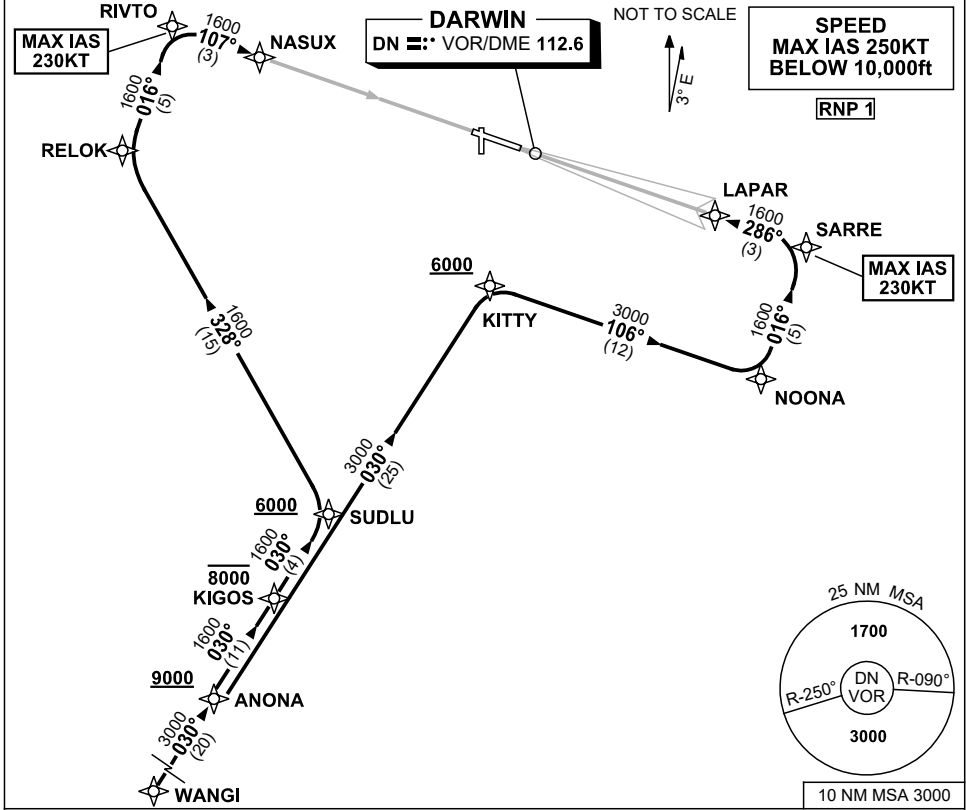 RIVTO
MAX IAS
230KT
1600
107°
(3)
NASUX
DARWIN
DN VOR/DME 112.6
NOT TO SCALE
3° E
SPEED
MAX IAS 250KT
BELOW 10,000ft
RNP 1
1600
016°
(5)
RELOK
LAPAR
1600
286°
(3)
SARRE
MAX IAS
230KT
6000
KITTY
1600
328°
(15)
3000
106°
(12)
1600
016°
(5)
NOONA
3000
030°
(25)
6000
SUDLU
1600
030°
(4)
8000
KIGOS
1600
030°
(11)
9000
ANONA
3000
030°
(20)
WANGI
25 NM MSA
1700
DN
VOR
R-250°
R-090°
3000
10 NM MSA 3000